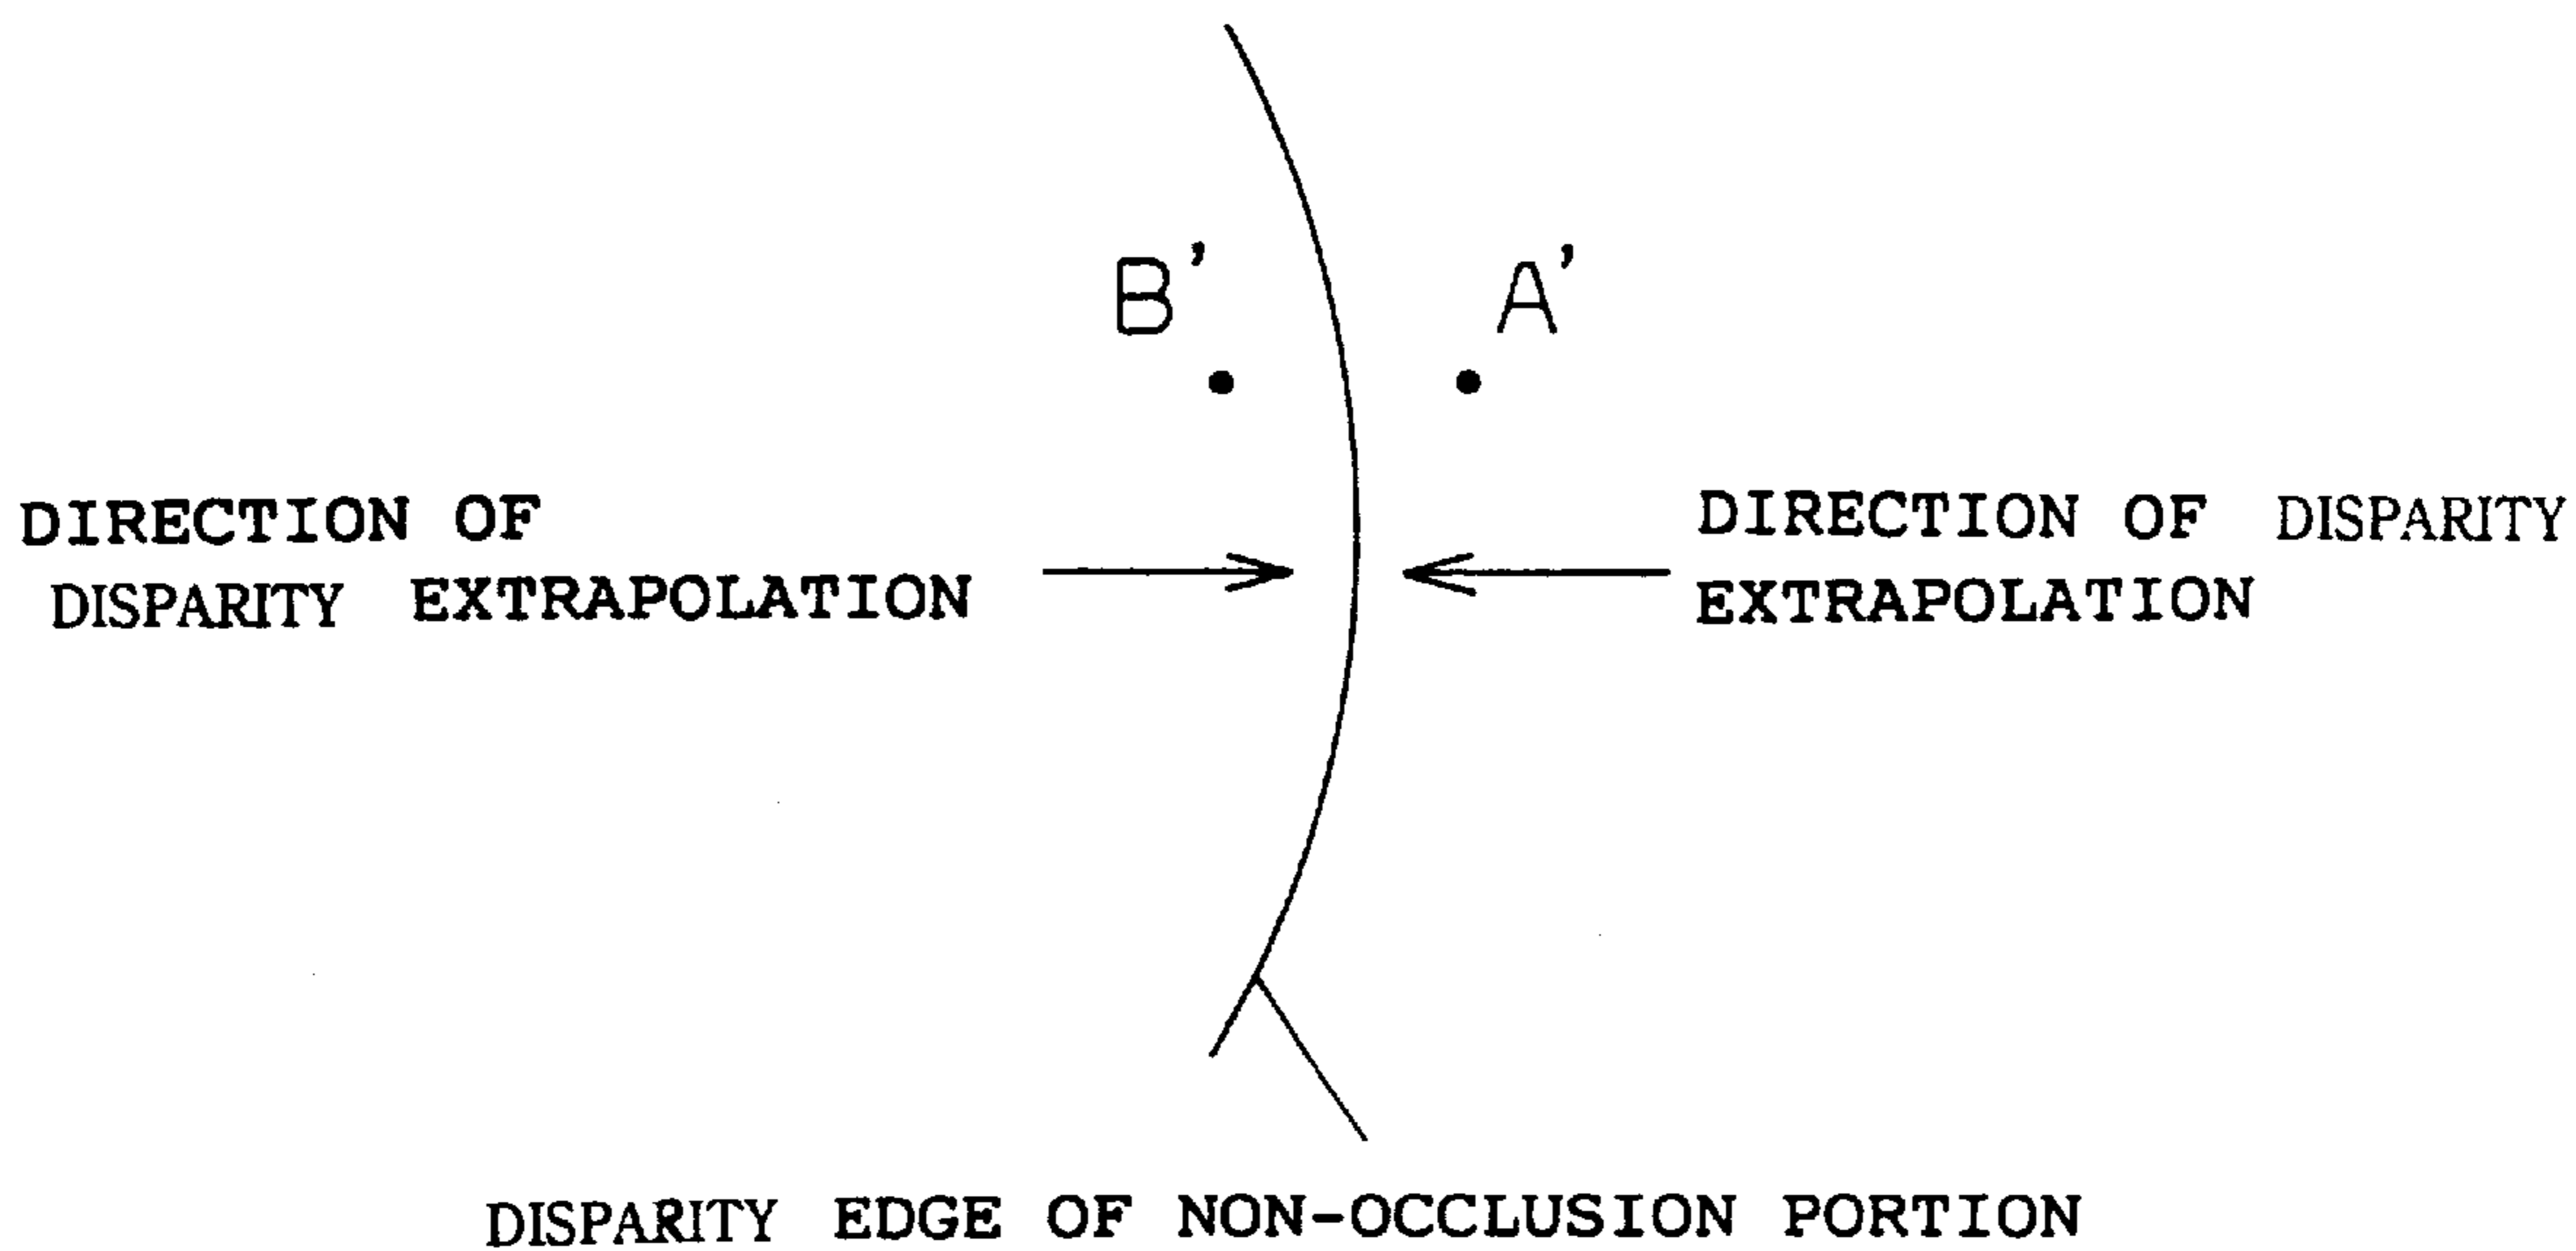 B'
A'
DIRECTION OF
DISPARITY EXTRAPOLATION
DIRECTION OF DISPARITY
EXTRAPOLATION
DISPARITY EDGE OF NON-OCCLUSION PORTION